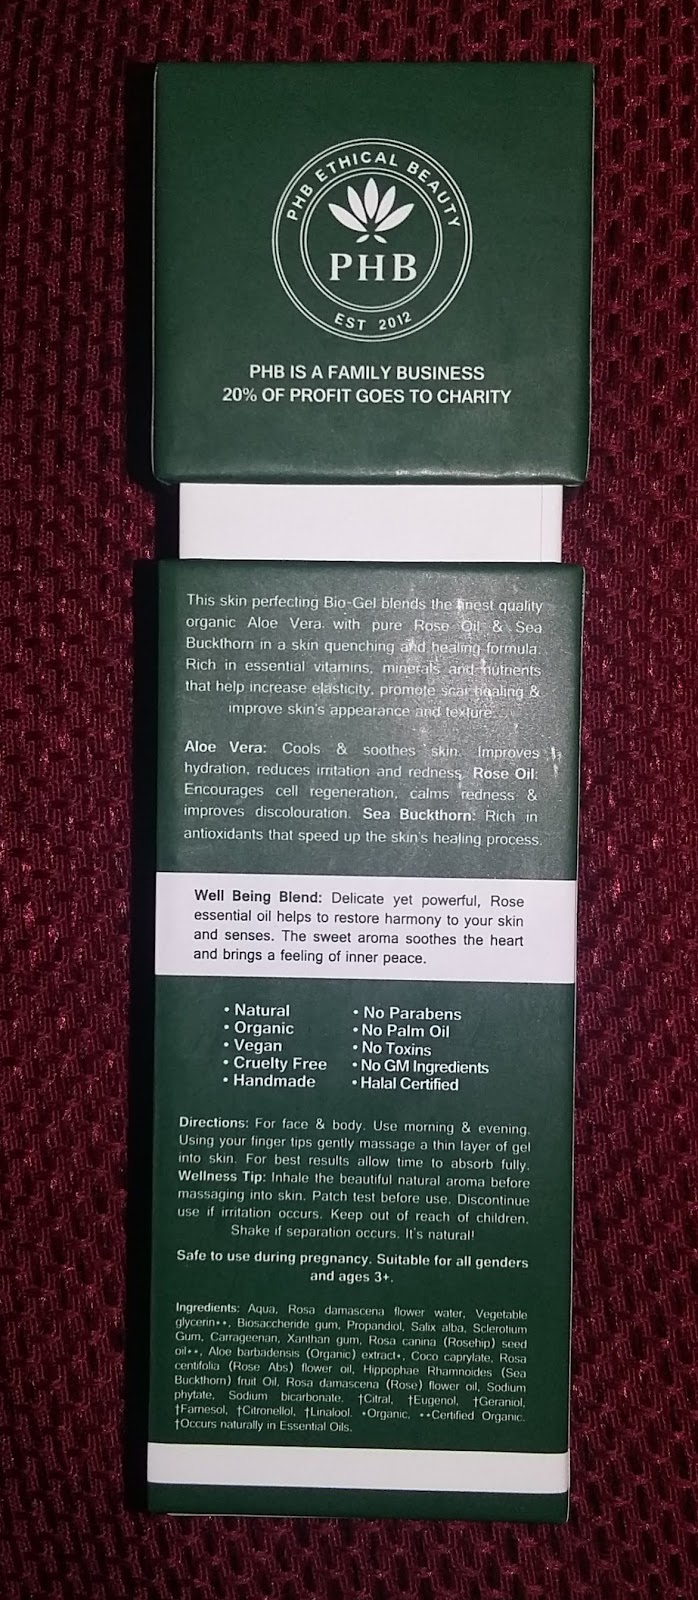 PHB ETHICAL BEAUTY
PHB
EST 2012
PHB IS A FAMILY BUSINESS
20% OF PROFIT GOES TO CHARITY
This skin perfecting Bio-Gel blends the finest quality
organic Aloe Vera with pure Rose Oil & Sea
Buckthorn in a skin quenching and healing formula.
Rich in essential vitamins, minerals and nutrients
that help increase elasticity, promote scar healing &
improve skin's appearance and texture.
Aloe Vera: Cools & soothes skin. Improves
hydration, reduces irritation and redness. Rose Oil:
Encourages cell regeneration, calms redness &
improves discolouration. Sea Buckthorn: Rich in
antioxidants that speed up the skin's healing process.
Well Being Blend: Delicate yet powerful, Rose
essential oil helps to restore harmony to your skin
and senses. The sweet aroma soothes the heart
and brings a feeling of inner peace.
• Natural • No Parabens
• Organic • No Palm Oil
• Vegan • No Toxins
• Cruelty Free • No GM Ingredients
• Handmade • Halal Certified
Directions: For face & body. Use morning & evening.
Using your finger tips gently massage a thin layer of gel
into skin. For best results allow time to absorb fully.
Wellness Tip: Inhale the beautiful natural aroma before
massaging into skin. Patch test before use. Discontinue
use if irritation occurs. Keep out of reach of children.
Shake if separation occurs. It's natural!
Safe to use during pregnancy. Suitable for all genders
and ages 3+.
Ingredients: Aqua, Rosa damascena flower water, Vegetable
glycerin••, Biosaccheride gum, Propandiol, Salix alba, Sclerotium
Gum, Carrageenan, Xanthan gum, Rosa canina (Rosehip) seed
oil••, Aloe barbadensis (Organic) extract•, Coco caprylate, Rosa
centifolia (Rose Abs) flower oil, Hippophae Rhamnoides (Sea
Buckthorn) fruit Oil, Rosa damascena (Rose) flower oil, Sodium
phytate, Sodium bicarbonate. †Citral, †Eugenol, †Geraniol,
†Farnesol, †Citronellol, †Linalool. •Organic, ••Certified Organic.
†Occurs naturally in Essential Oils.